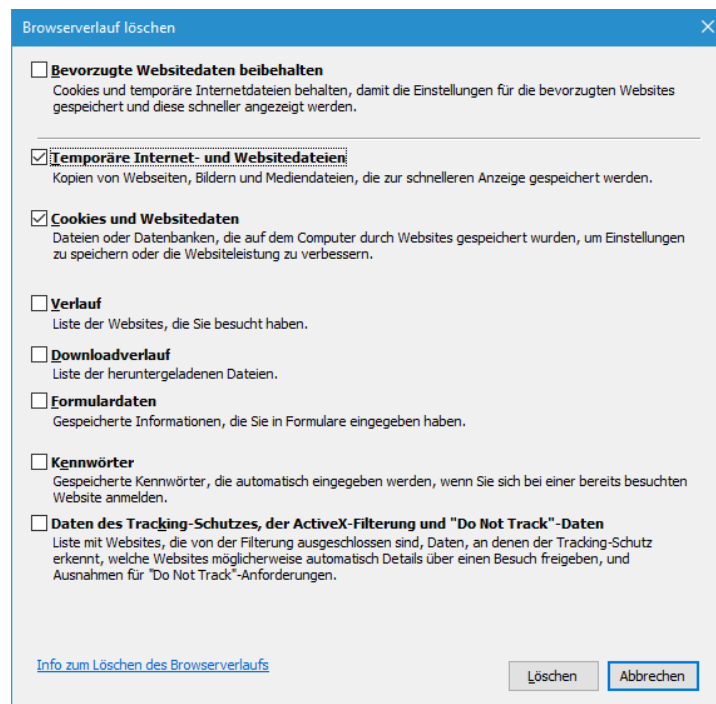 Browserverlauf löschen
Bevorzugte Websitedaten beibehalten
Cookies und temporäre Internetdateien behalten, damit die Einstellungen für die bevorzugten Websites
gespeichert und diese schneller angezeigt werden.
Temporäre Internet- und Websitedateien
Kopien von Webseiten, Bildern und Mediendateien, die zur schnelleren Anzeige gespeichert werden.
Cookies und Websitedaten
Dateien oder Datenbanken, die auf dem Computer durch Websites gespeichert wurden, um Einstellungen
zu speichern oder die Websiteleistung zu verbessern.
Verlauf
Liste der Websites, die Sie besucht haben.
Downloadverlauf
Liste der heruntergeladenen Dateien.
Formulardaten
Gespeicherte Informationen, die Sie in Formulare eingegeben haben.
Kennwörter
Gespeicherte Kennwörter, die automatisch eingegeben werden, wenn Sie sich bei einer bereits besuchten
Website anmelden.
Daten des Tracking-Schutzes, der ActiveX-Filterung und "Do Not Track"-Daten
Liste mit Websites, die von der Filterung ausgeschlossen sind, Daten, an denen der Tracking-Schutz
erkennt, welche Websites möglicherweise automatisch Details über einen Besuch freigeben, und
Ausnahmen für "Do Not Track"-Anforderungen.
Info zum Löschen des Browserverlaufs
Löschen
Abbrechen